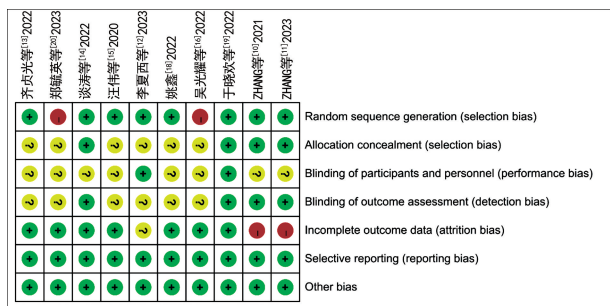 齐贞光等[13]2022
郑毓英等[20]2023
谈涛等[14]2022
汪伟等[15]2020
李夏西等[12]2023
姚鑫[18]2022
吴光耀等[16]2022
于晓欢等[19]2022
ZHANG等[10]2021
ZHANG等[11]2023
+ − + + + + − + + + Random sequence generation (selection bias)
? ? + ? ? ? ? + + + Allocation concealment (selection bias)
? ? ? ? + ? ? + ? ? Blinding of participants and personnel (performance bias)
? ? + ? ? ? ? + + + Blinding of outcome assessment (detection bias)
+ + + + ? + + + − − Incomplete outcome data (attrition bias)
+ + + + + + + + + + Selective reporting (reporting bias)
+ + + + + + + + + + Other bias